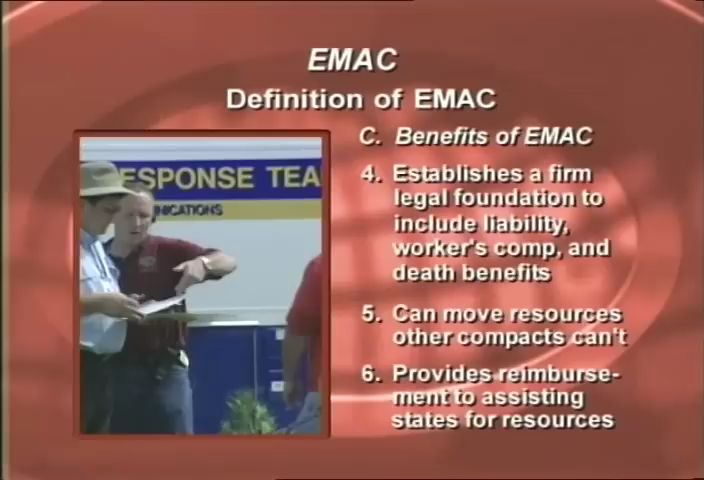 EMAC
Definition of EMAC
C. Benefits of EMAC
4. Establishes a firm
legal foundation to
include liability,
worker's comp, and
death benefits
5. Can move resources
other compacts can't
6. Provides reimburse-
ment to assisting
states for resources
ESPONSE TEA
NICATIONS